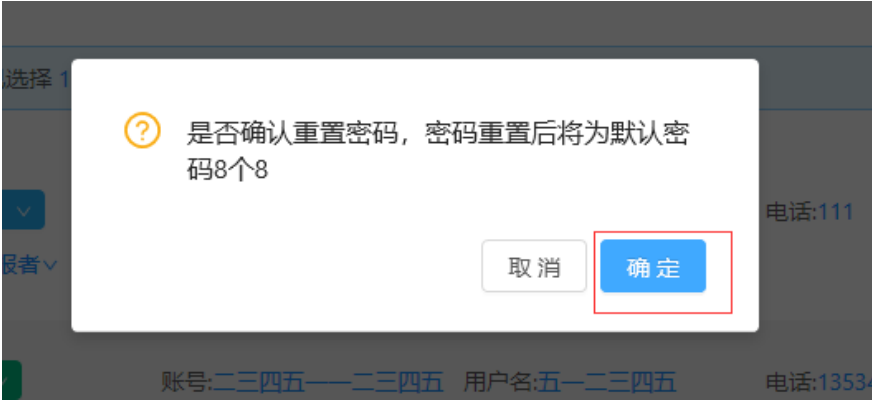 选择 1
是否确认重置密码，密码重置后将为默认密
码8个8
电话:111
报者
取 消
确 定
账号:二三四五一一二三四五 用户名:五一二三四五 电话:13534